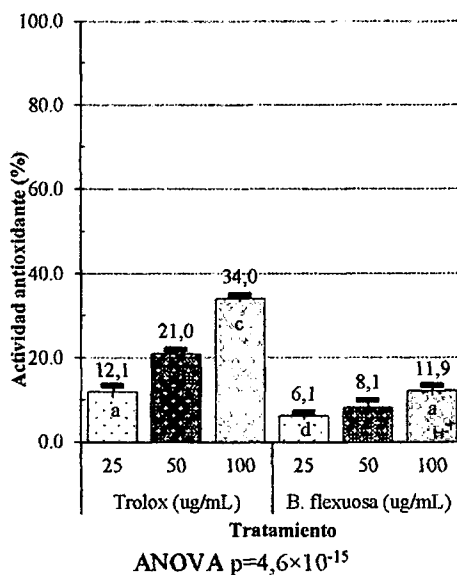 Actividad antioxidante (%)
100.0
80.0
60.0
40.0
20.0
0.0
12,1
21,0
34,0
6,1
8,1
11,9
a
c
d
a
25 50 100 25 50 100
Trolox (ug/mL) B. flexuosa (ug/mL)
Tratamiento
ANOVA p=4,6×10⁻¹⁵